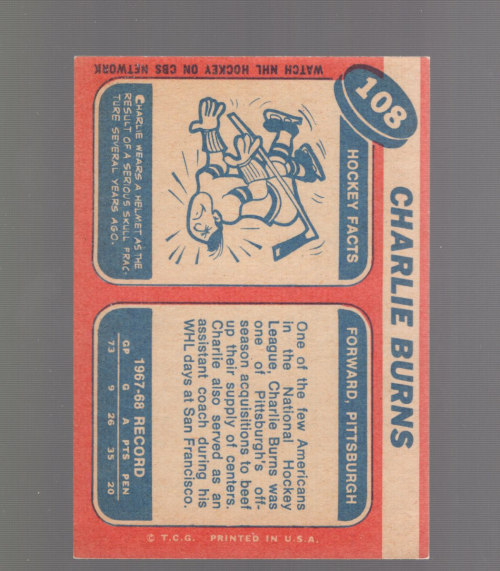 108
CHARLIE BURNS
HOCKEY FACTS
CHARLIE WEARS A HELMET AS THE
RESULT OF A SERIOUS SKULL FRAC-
TURE SEVERAL YEARS AGO.
WATCH NHL HOCKEY ON CBS NETWORK
FORWARD, PITTSBURGH
One of the few Americans
in the National Hockey
League, Charlie Burns was
one of Pittsburgh's off-
season acquisitions to beef
up their supply of centers.
Charlie also served as an
assistant coach during his
WHL days at San Francisco.
1967-68 RECORD
GP G A PTS PEN
73 9 26 35 20
© T.C.G. PRINTED IN U.S.A.